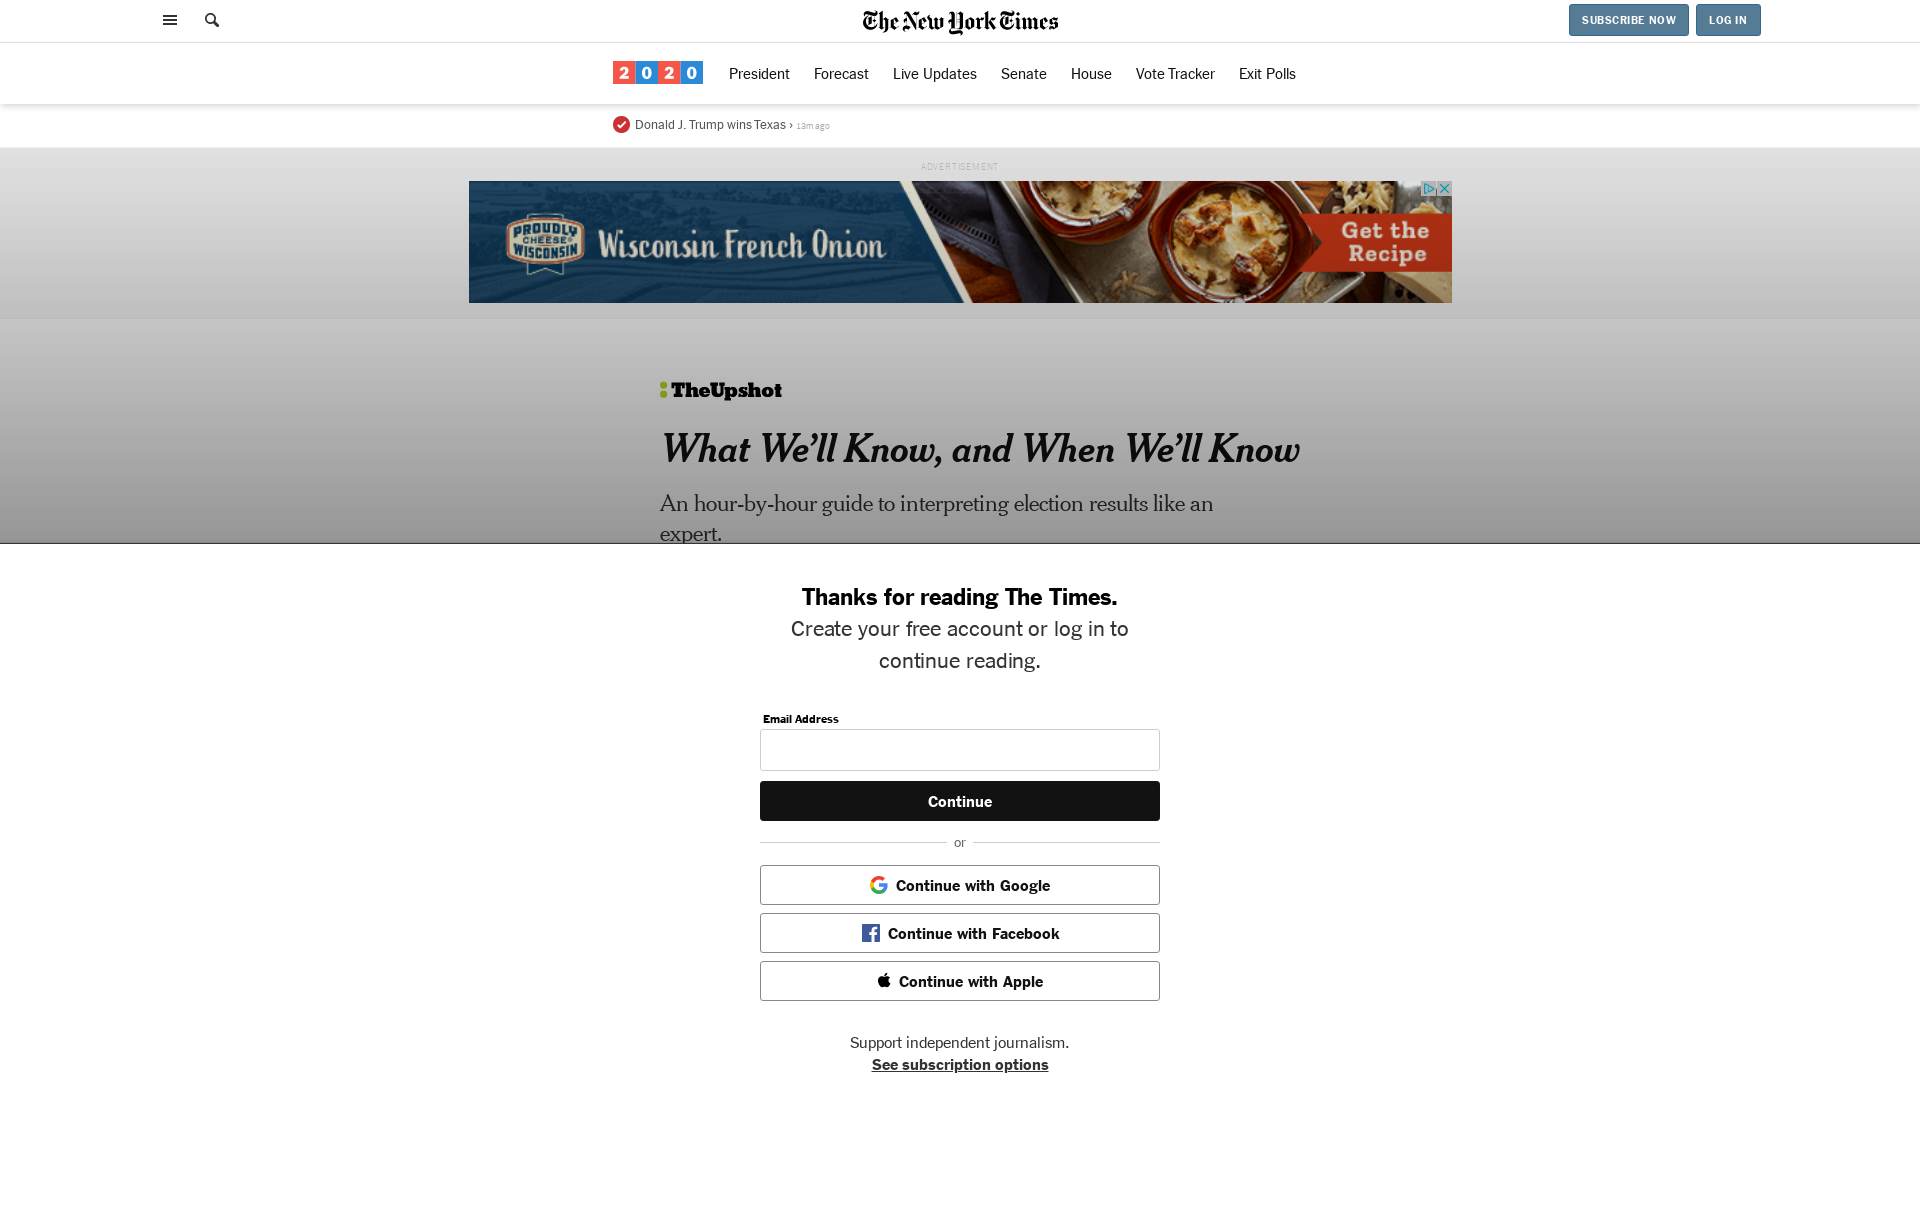 The New York Times
SUBSCRIBE NOW
LOG IN
2020
President
Forecast
Live Updates
Senate
House
Vote Tracker
Exit Polls
Donald J. Trump wins Texas › 13m ago
ADVERTISEMENT
PROUDLY
WISCONSIN
CHEESE®
Wisconsin French Onion
Get the
Recipe
TheUpshot
What We’ll Know, and When We’ll Know
An hour-by-hour guide to interpreting election results like an
expert.
Thanks for reading The Times.
Create your free account or log in to
continue reading.
Email Address
Continue
or
Continue with Google
Continue with Facebook
Continue with Apple
Support independent journalism.
See subscription options